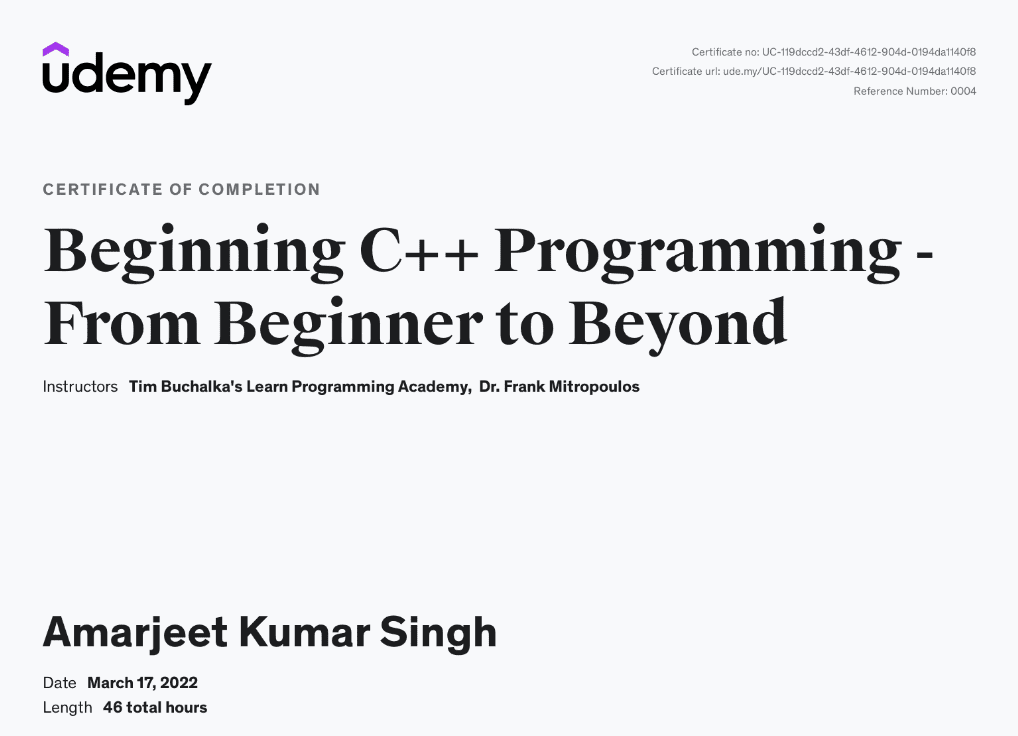 udemy
Certificate no: UC-119dccd2-43df-4612-904d-0194da1140f8
Certificate url: ude.my/UC-119dccd2-43df-4612-904d-0194da1140f8
Reference Number: 0004
CERTIFICATE OF COMPLETION
Beginning C++ Programming -
From Beginner to Beyond
Instructors Tim Buchalka's Learn Programming Academy, Dr. Frank Mitropoulos
Amarjeet Kumar Singh
Date March 17, 2022
Length 46 total hours